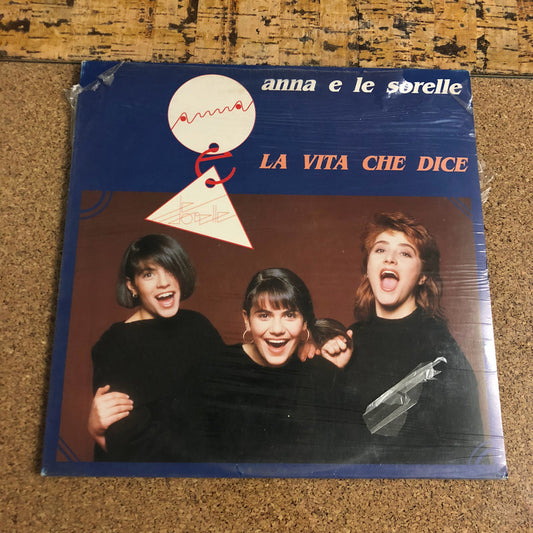 anna e le sorelle
anna
e
Sorelle
LA VITA CHE DICE